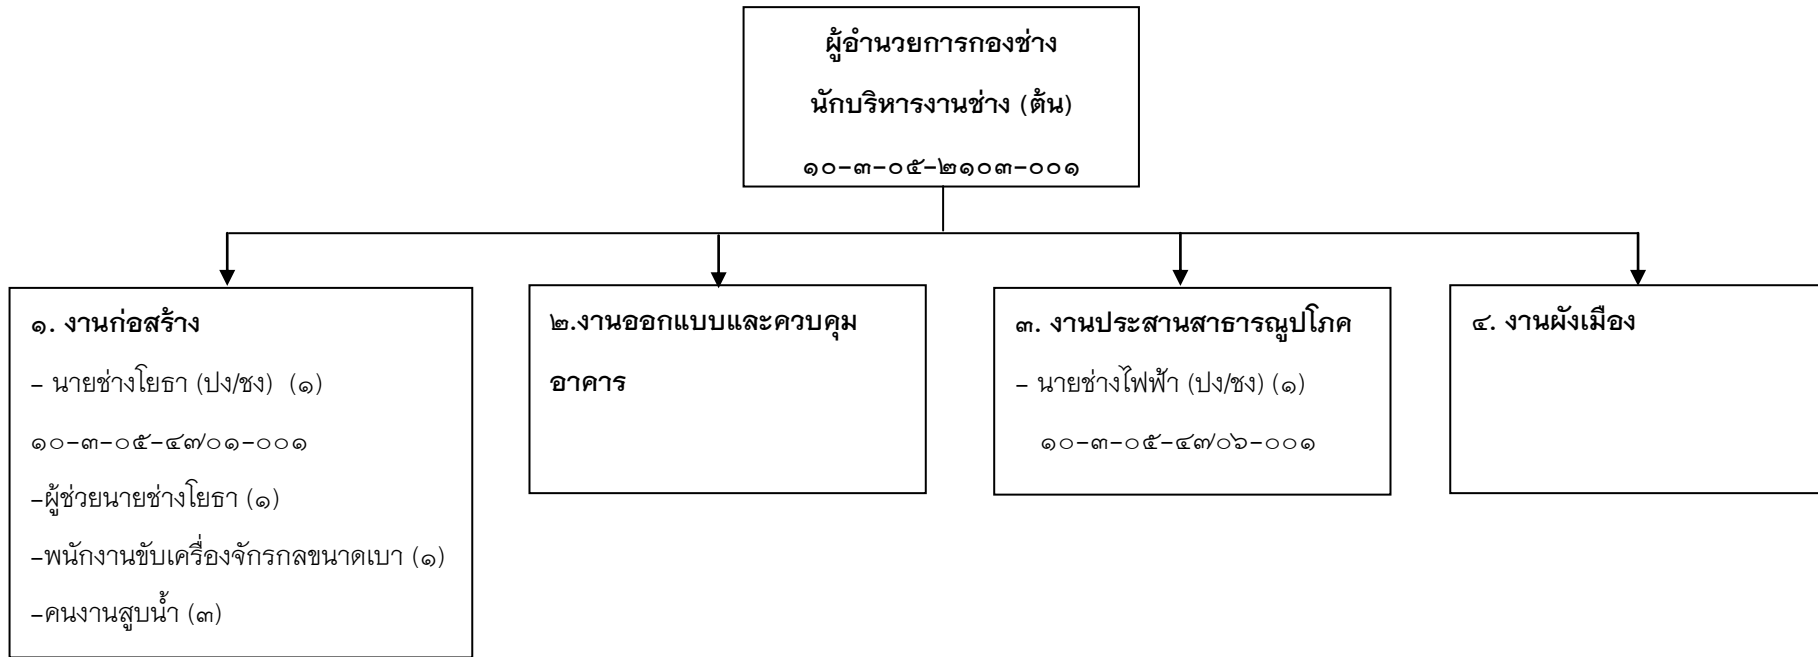 ผู้อำนวยการกองช่าง
นักบริหารงานช่าง (ต้น)
๑๐-๓-๐๕-๒๑๐๓-๐๐๑
๑. งานก่อสร้าง
- นายช่างโยธา (ปง/ชง) (๑)
๑๐-๓-๐๕-๔๗๐๑-๐๐๑
-ผู้ช่วยนายช่างโยธา (๑)
-พนักงานขับเครื่องจักรกลขนาดเบา (๑)
-คนงานสูบน้ำ (๓)
๒.งานออกแบบและควบคุม
อาคาร
๓. งานประสานสาธารณูปโภค
- นายช่างไฟฟ้า (ปง/ชง) (๑)
๑๐-๓-๐๕-๔๗๐๖-๐๐๑
๔. งานผังเมือง